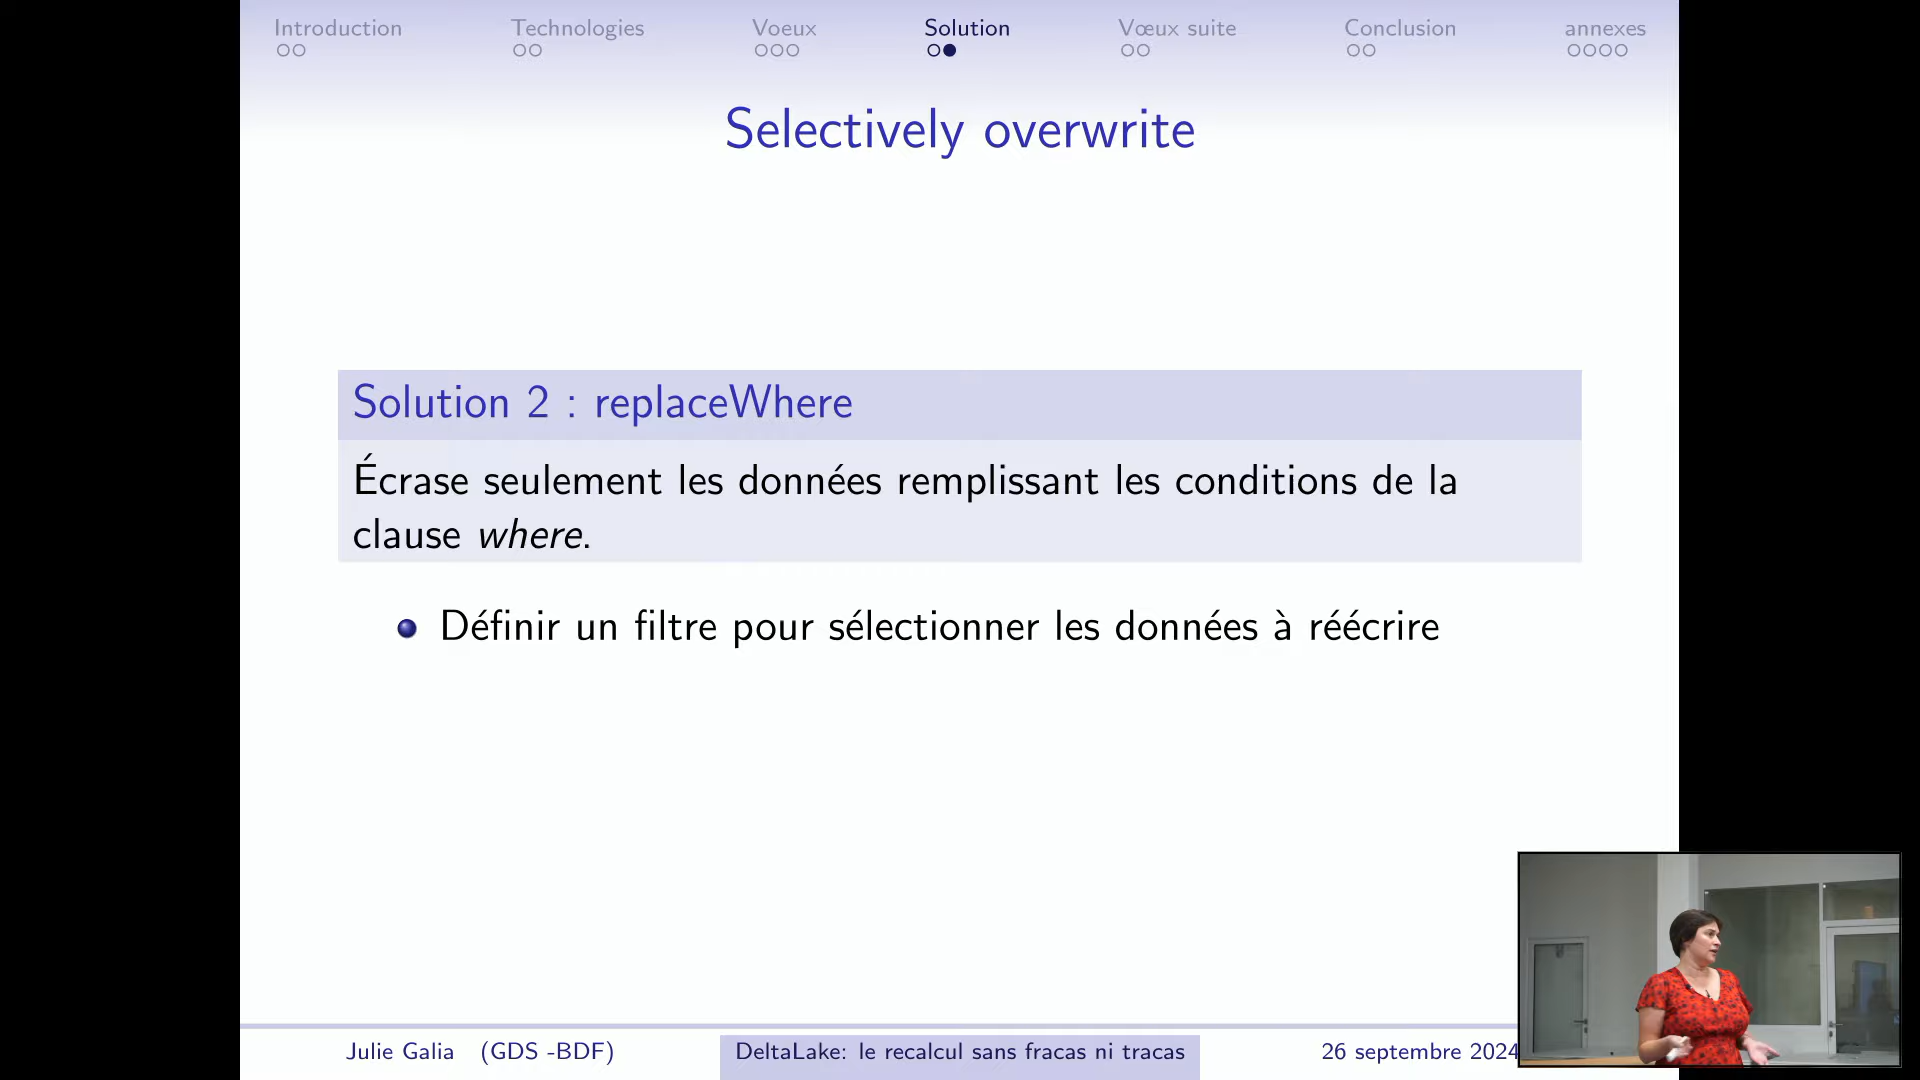 Introduction
Technologies
Voeux
Solution
Vœux suite
Conclusion
annexes
Selectively overwrite
Solution 2 : replaceWhere
Écrase seulement les données remplissant les conditions de la
clause where.
Définir un filtre pour sélectionner les données à réécrire
Julie Galia (GDS -BDF)
DeltaLake: le recalcul sans fracas ni tracas
26 septembre 2024